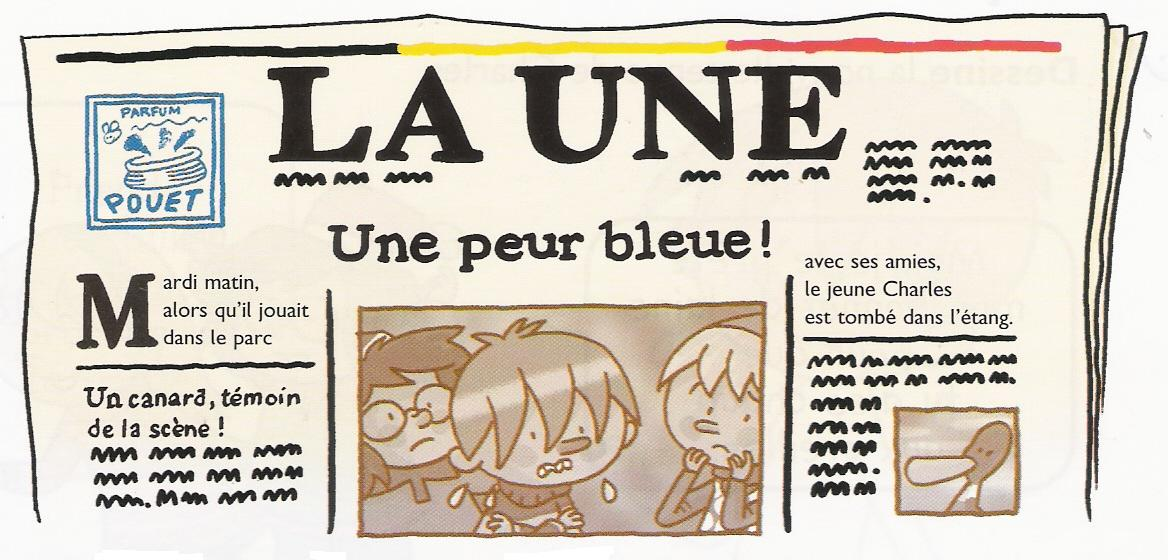 PARFUM
POUET
LA UNE
Une peur bleue!
Mardi matin,
alors qu'il jouait
dans le parc
avec ses amies,
le jeune Charles
est tombé dans l'étang.
Un canard, témoin
de la scène !